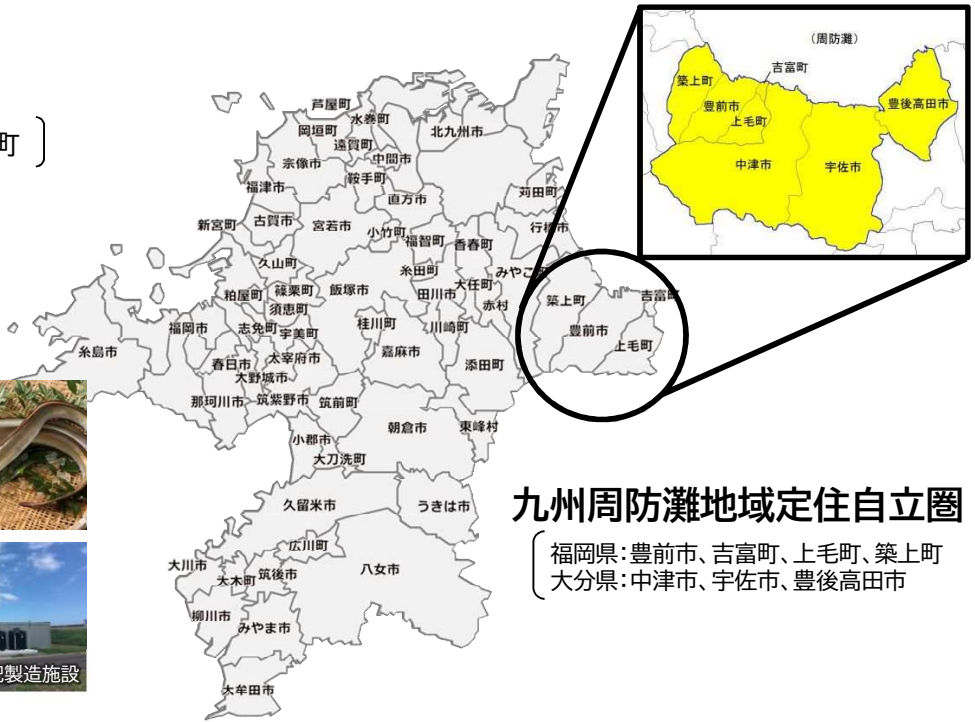 町
(周防灘)
吉富町
築上町
豊前市
上毛町
豊後高田市
中津市
宇佐市
芦屋町
水巻町
岡垣町
北九州市
遠賀町
宗像市
中間市
鞍手町
福津市
直方市
苅田町
新宮町
古賀市
宮若市
小竹町
福智町
香春町
行橋市
久山町
糸田町
大任町
みやこ
粕屋町
篠栗町
飯塚市
田川市
赤村
築上町
吉富町
須恵町
福岡市
志免町
宇美町
桂川町
川崎町
豊前市
上毛町
糸島市
春日市
太宰府市
嘉麻市
添田町
大野城市
那珂川市
筑紫野市
筑前町
朝倉市
東峰村
小郡市
大刀洗町
久留米市
うきは市
九州周防灘地域定住自立圏
福岡県:豊前市、吉富町、上毛町、築上町
大分県:中津市、宇佐市、豊後高田市
広川町
大川市
大木町
筑後市
八女市
柳川市
みやま市
製造施設
大牟田市